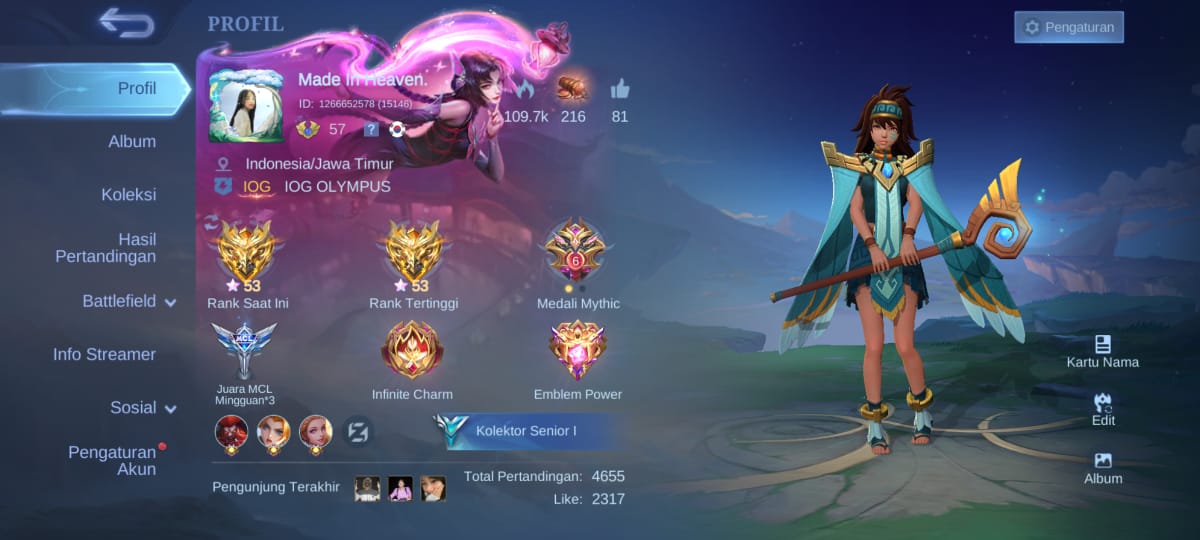 PROFIL
Pengaturan
Profil
Album
Koleksi
Hasil
Pertandingan
Battlefield
Info Streamer
Sosial
Pengaturan
Akun
Made In Heaven.
ID: 1266652578 (15146)
57
?
109.7k
216
81
Indonesia/Jawa Timur
IOG IOG OLYMPUS
53
Rank Saat Ini
53
Rank Tertinggi
6
Medali Mythic
MCL
Juara MCL
Mingguan*3
Infinite Charm
Emblem Power
Kolektor Senior I
Pengunjung Terakhir
Total Pertandingan: 4655
Like: 2317
Kartu Nama
Edit
Album